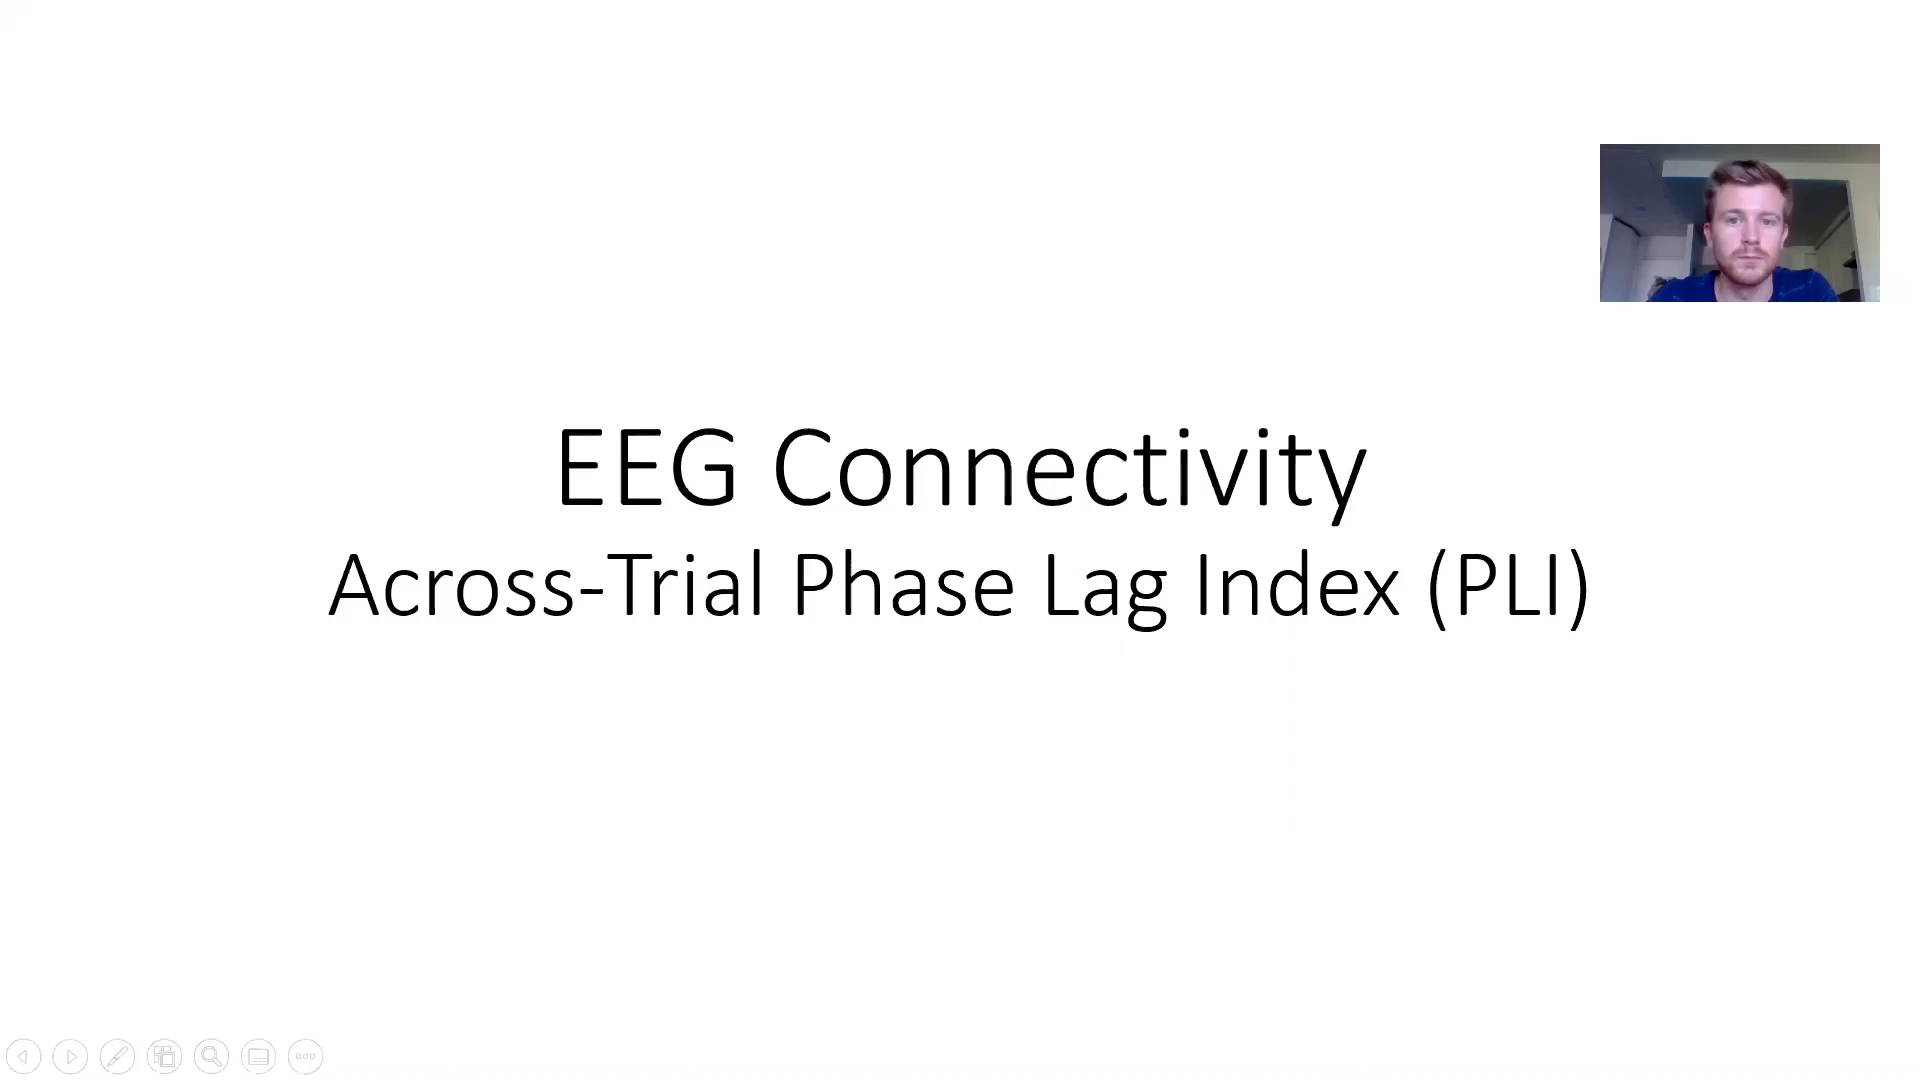 EEG Connectivity
Across-Trial Phase Lag Index (PLI)